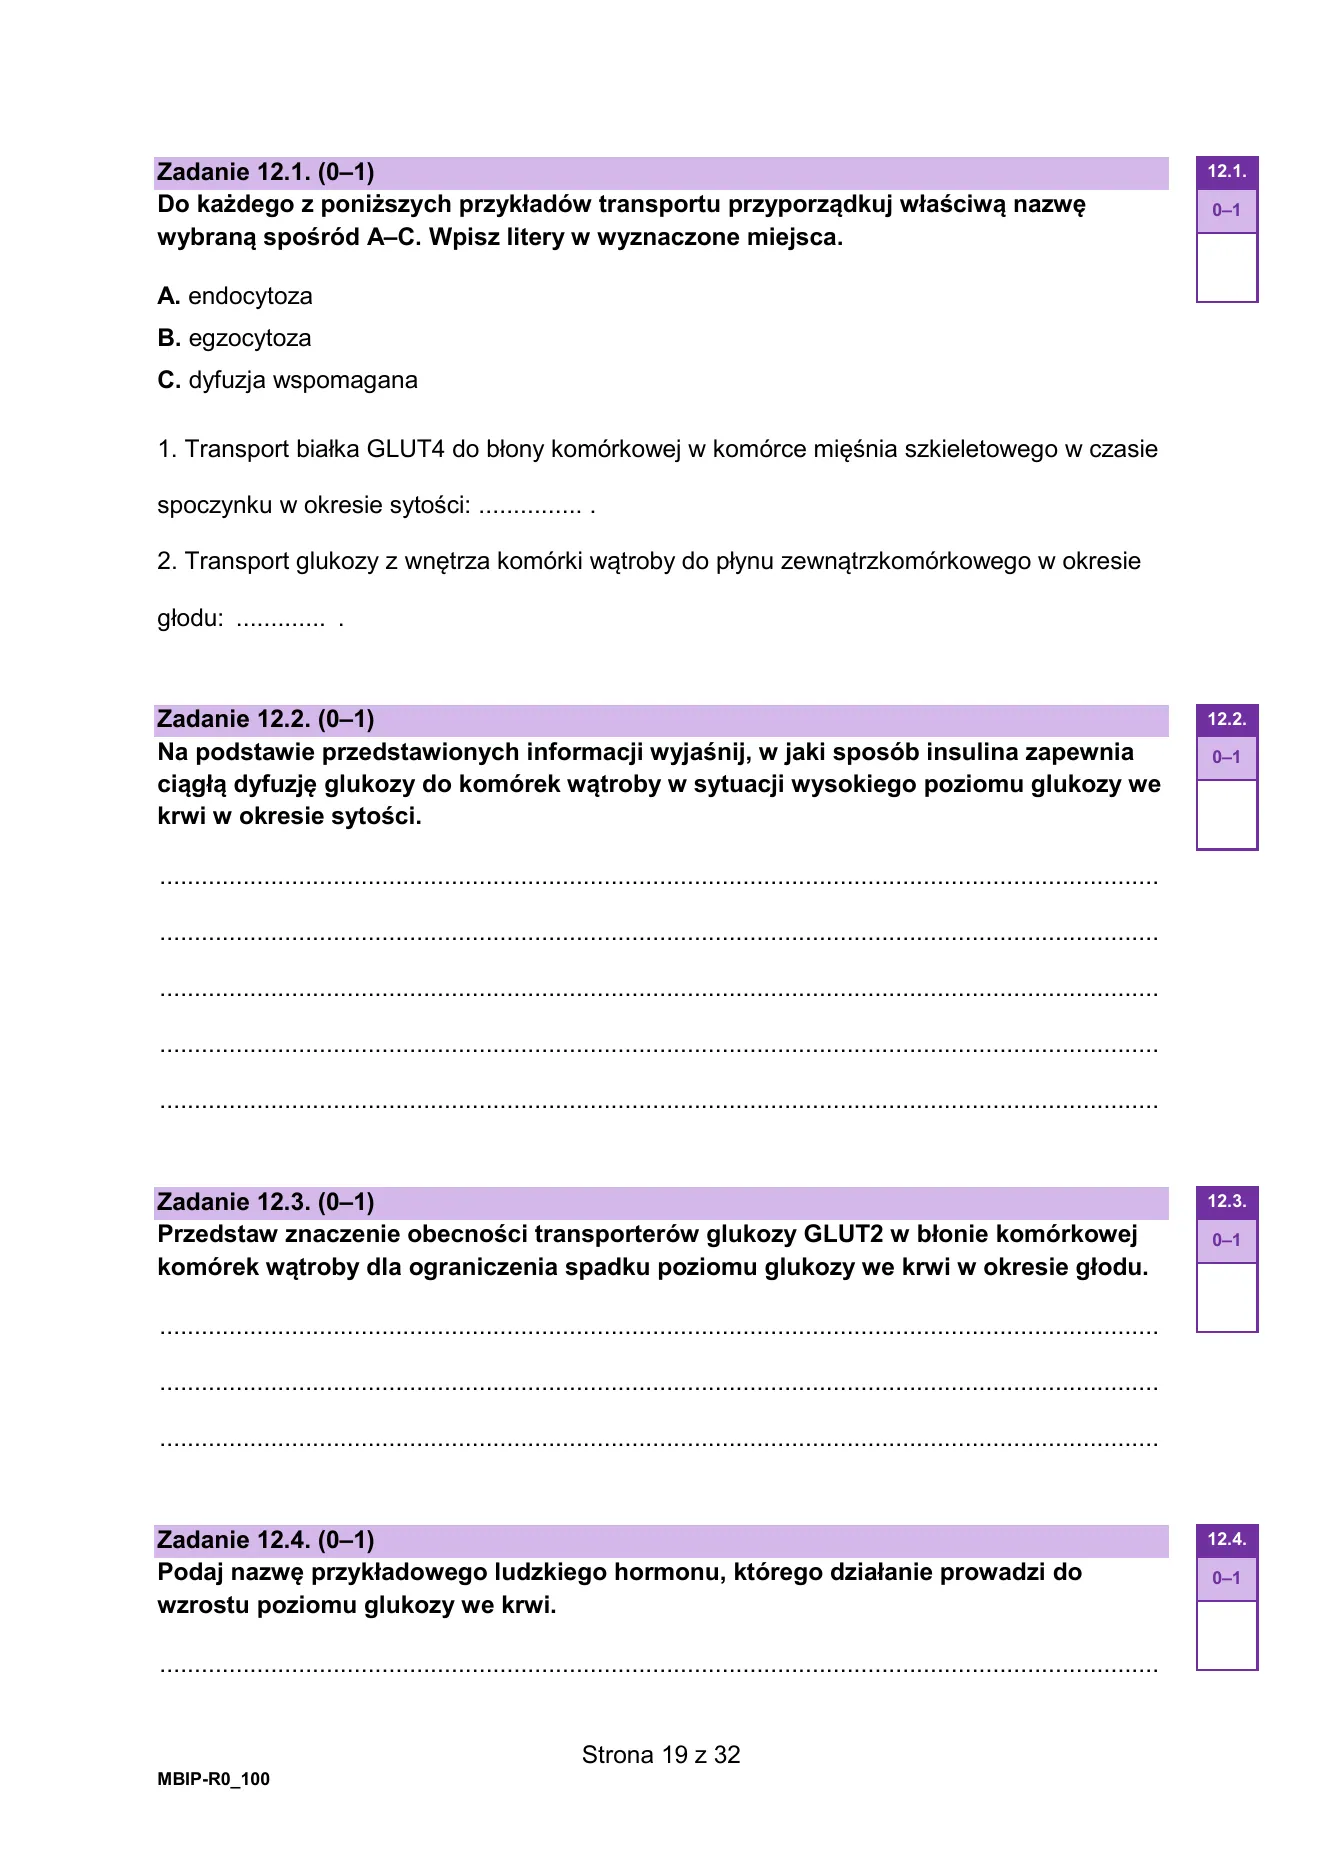 Zadanie 12.1. (0–1)
12.1.
Do każdego z poniższych przykładów transportu przyporządkuj właściwą nazwę
0–1
wybraną spośród A–C. Wpisz litery w wyznaczone miejsca.
A. endocytoza
B. egzocytoza
C. dyfuzja wspomagana
1. Transport białka GLUT4 do błony komórkowej w komórce mięśnia szkieletowego w czasie
spoczynku w okresie sytości: ............... .
2. Transport glukozy z wnętrza komórki wątroby do płynu zewnątrzkomórkowego w okresie
głodu: ............. .
Zadanie 12.2. (0–1)
12.2.
Na podstawie przedstawionych informacji wyjaśnij, w jaki sposób insulina zapewnia
0–1
ciągłą dyfuzję glukozy do komórek wątroby w sytuacji wysokiego poziomu glukozy we
krwi w okresie sytości.
Zadanie 12.3. (0–1)
12.3.
Przedstaw znaczenie obecności transporterów glukozy GLUT2 w błonie komórkowej
0–1
komórek wątroby dla ograniczenia spadku poziomu glukozy we krwi w okresie głodu.
Zadanie 12.4. (0–1)
12.4.
Podaj nazwę przykładowego ludzkiego hormonu, którego działanie prowadzi do
0–1
wzrostu poziomu glukozy we krwi.
Strona 19 z 32
MBIP-R0_100